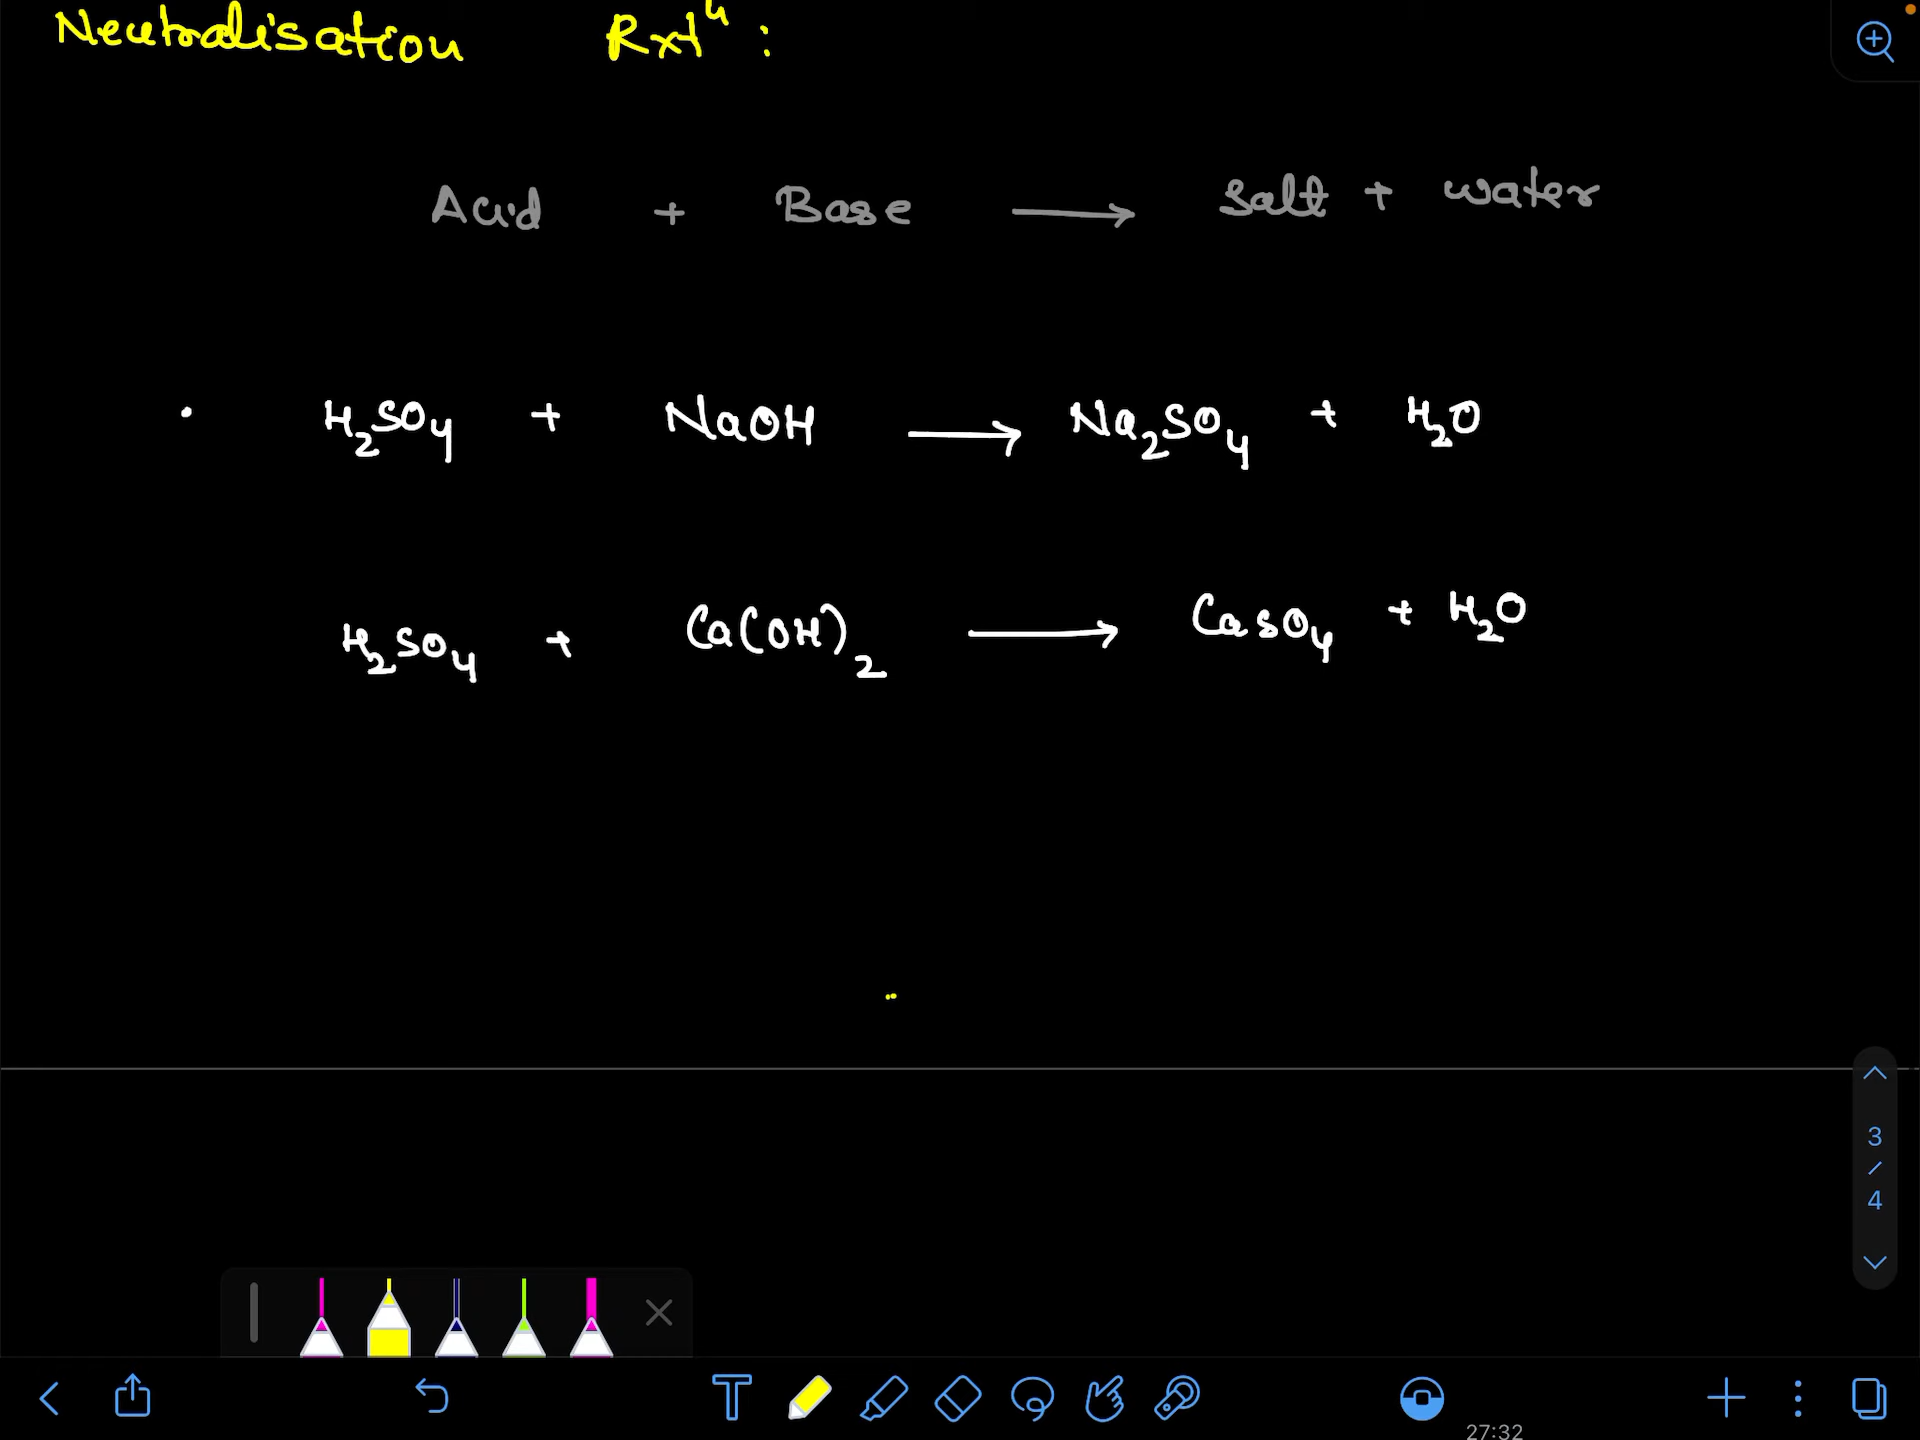 Neutralisation Rxtⁿ :
Acid + Base ⟶ Salt + water
• H₂SO₄ + NaOH ⟶ Na₂SO₄ + H₂O
H₂SO₄ + Ca(OH)₂ ⟶ CaSO₄ + H₂O
3
/
4
T
27:32